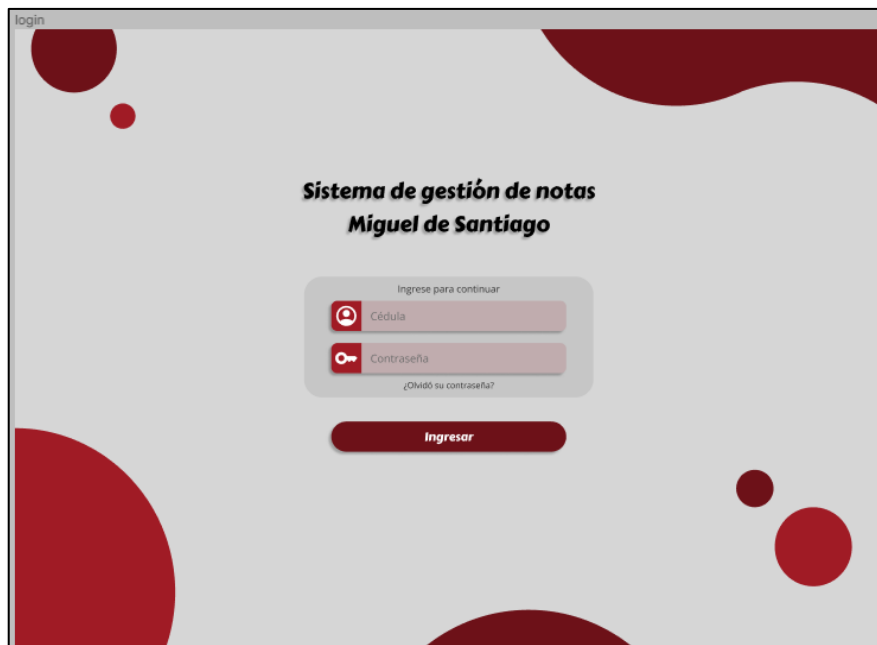 login
Sistema de gestión de notas
Miguel de Santiago
Ingrese para continuar
Cédula
Contraseña
¿Olvidó su contraseña?
Ingresar